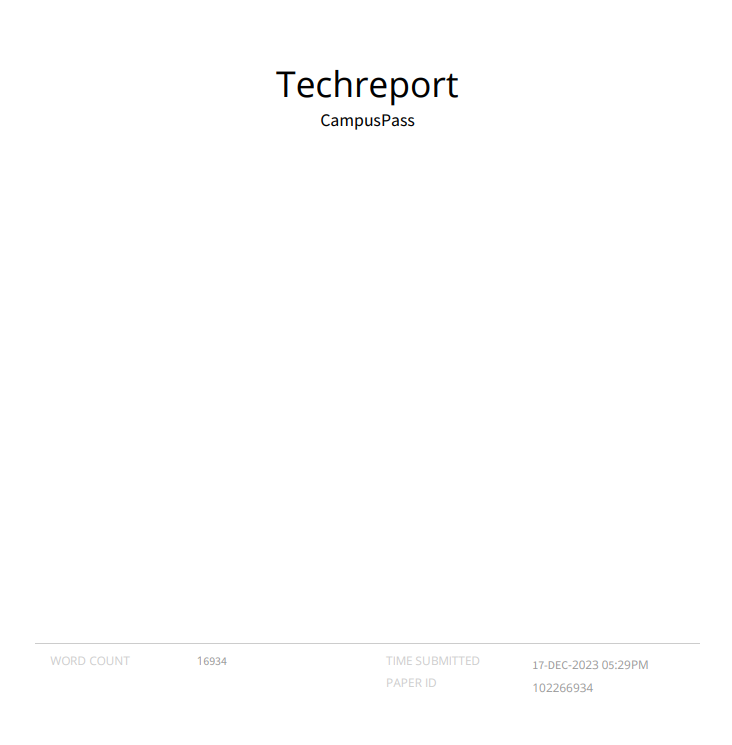 Techreport
CampusPass
WORD COUNT 16934
TIME SUBMITTED 17-DEC-2023 05:29PM
PAPER ID 102266934